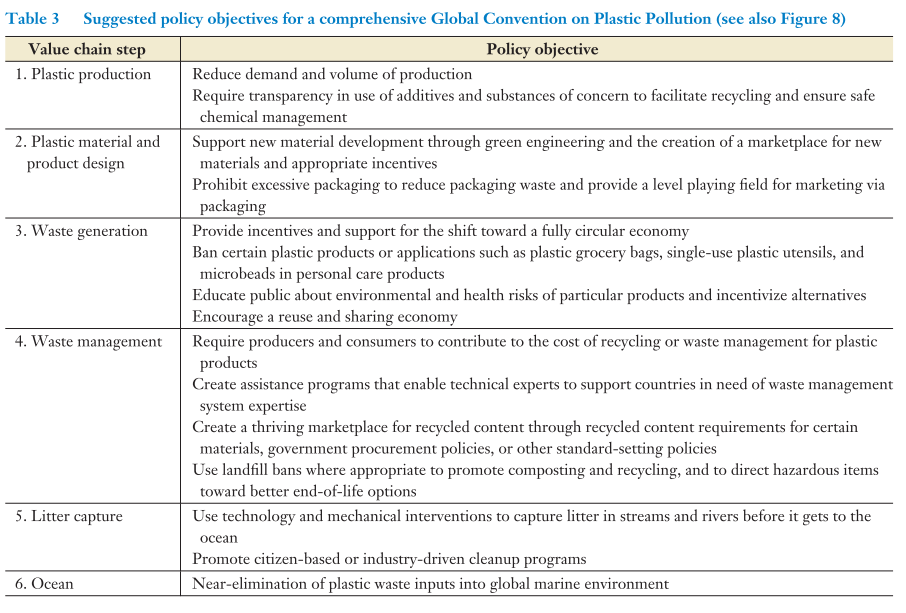 Table 3 Suggested policy objectives for a comprehensive Global Convention on Plastic Pollution (see also Figure 8)
Value chain step Policy objective
1. Plastic production Reduce demand and volume of production
Require transparency in use of additives and substances of concern to facilitate recycling and ensure safe
chemical management
2. Plastic material and Support new material development through green engineering and the creation of a marketplace for new
product design materials and appropriate incentives
Prohibit excessive packaging to reduce packaging waste and provide a level playing field for marketing via
packaging
3. Waste generation Provide incentives and support for the shift toward a fully circular economy
Ban certain plastic products or applications such as plastic grocery bags, single-use plastic utensils, and
microbeads in personal care products
Educate public about environmental and health risks of particular products and incentivize alternatives
Encourage a reuse and sharing economy
4. Waste management Require producers and consumers to contribute to the cost of recycling or waste management for plastic
products
Create assistance programs that enable technical experts to support countries in need of waste management
system expertise
Create a thriving marketplace for recycled content through recycled content requirements for certain
materials, government procurement policies, or other standard-setting policies
Use landfill bans where appropriate to promote composting and recycling, and to direct hazardous items
toward better end-of-life options
5. Litter capture Use technology and mechanical interventions to capture litter in streams and rivers before it gets to the
ocean
Promote citizen-based or industry-driven cleanup programs
6. Ocean Near-elimination of plastic waste inputs into global marine environment